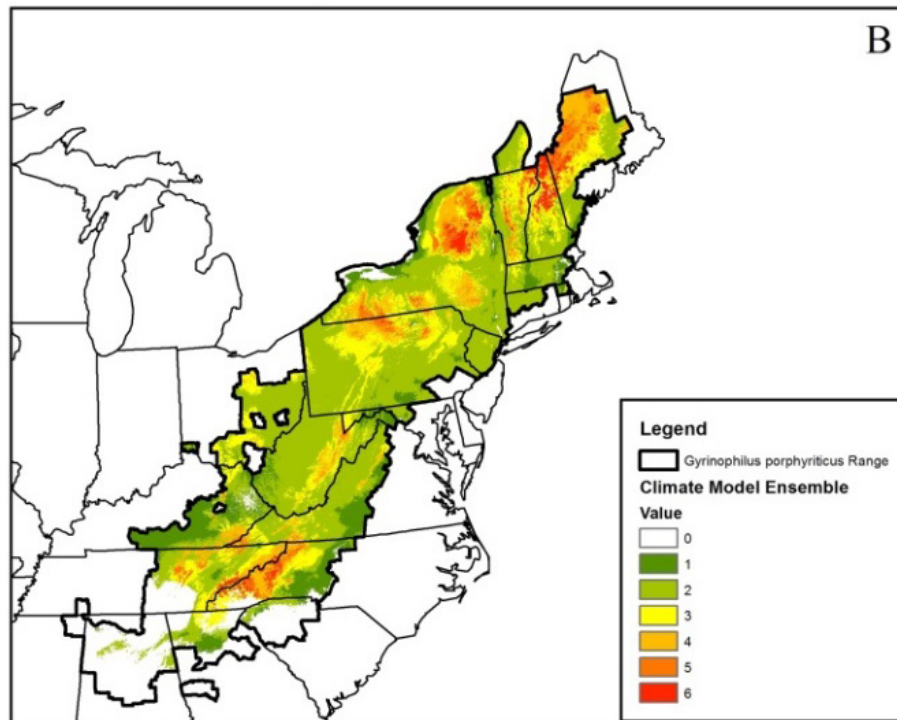 B
Legend
Gyrinophilus porphyriticus Range
Climate Model Ensemble
Value
0
1
2
3
4
5
6